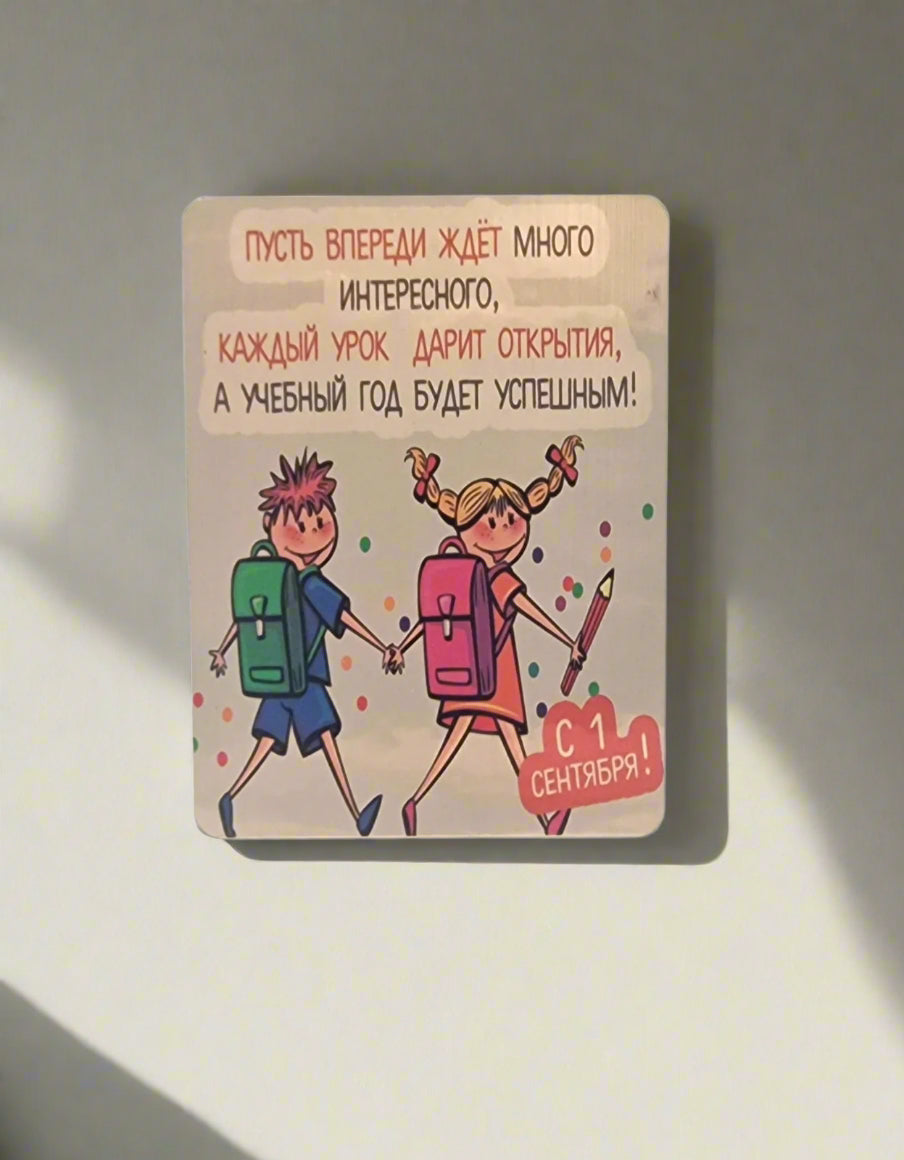 ПУСТЬ ВПЕРЕДИ ЖДЁТ МНОГО
ИНТЕРЕСНОГО,
КАЖДЫЙ УРОК ДАРИТ ОТКРЫТИЯ,
А УЧЕБНЫЙ ГОД БУДЕТ УСПЕШНЫМ!
С 1
СЕНТЯБРЯ!